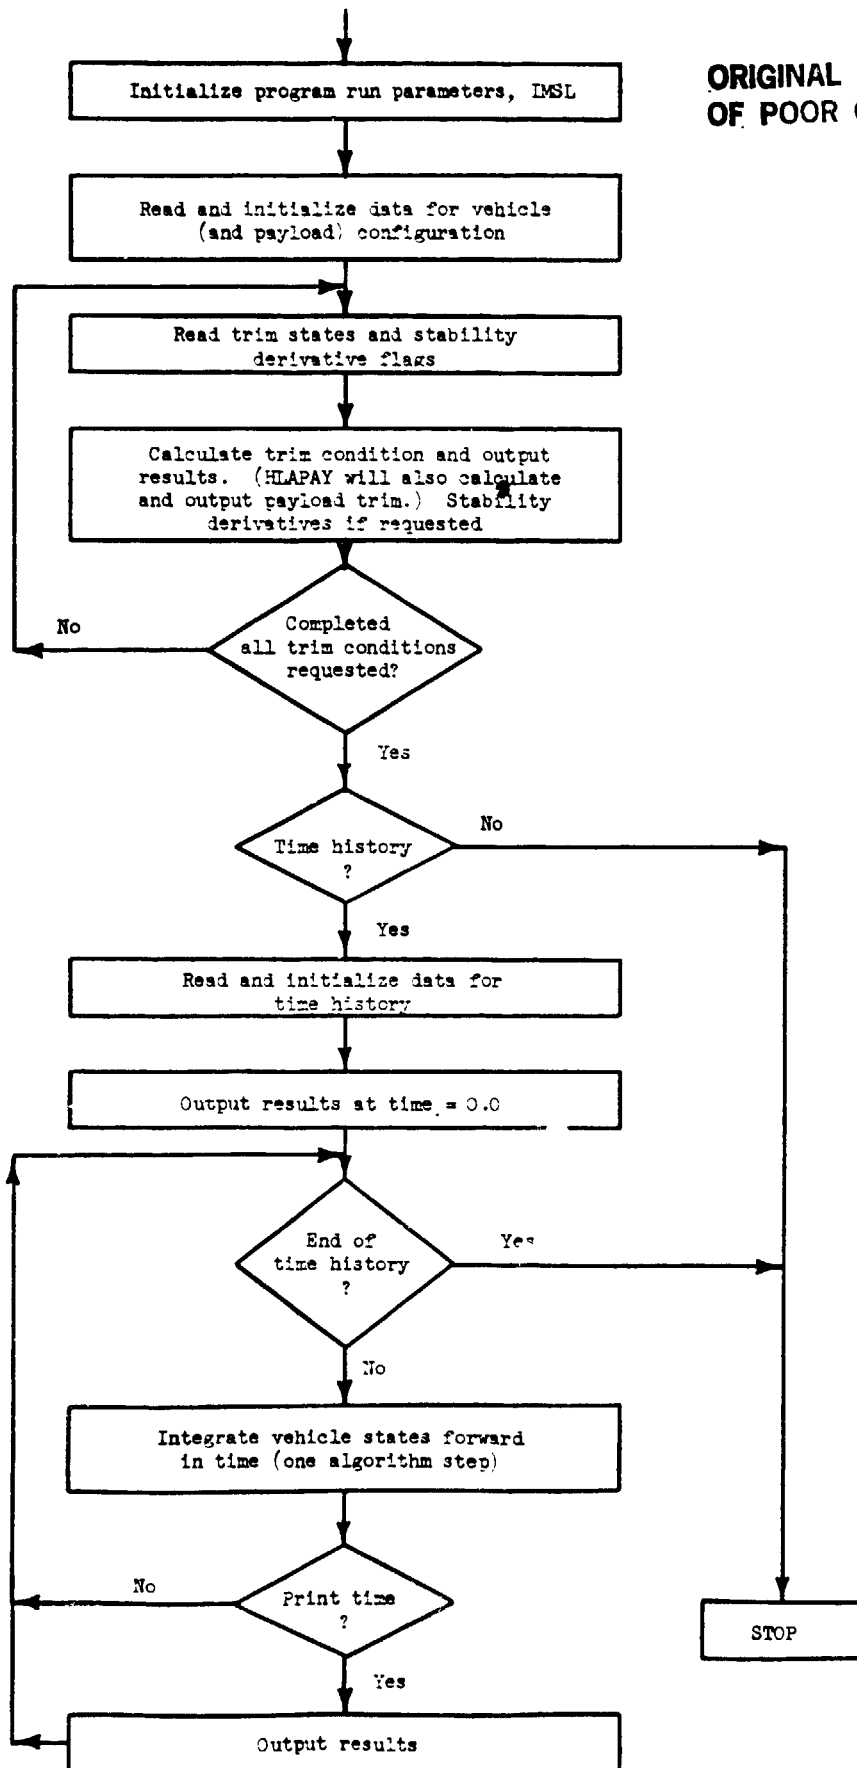 ORIGINAL
OF POOR
Initialize program run parameters, IMSL
Read and initialize data for vehicle
(and payload) configuration
Read trim states and stability
derivative flags
Calculate trim condition and output
results. (HLAPAY will also calculate
and output payload trim.) Stability
derivatives if requested
Completed
all trim conditions
requested?
No
Yes
Time history
?
No
Yes
Read and initialize data for
time history
Output results at time = 0.0
End of
time history
?
Yes
No
Integrate vehicle states forward
in time (one algorithm step)
Print time
?
No
STOP
Yes
Output results